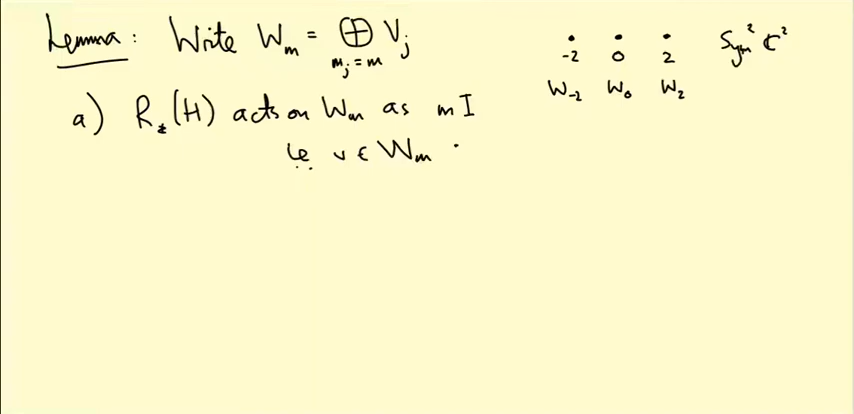 Lemma: Write W_m = ⊕_{m_j = m} V_j
a) R_*(H) acts on W_m as m I
ie v ∈ W_m
-2 0 2 Sym² ℂ²
W_{-2} W_0 W_2